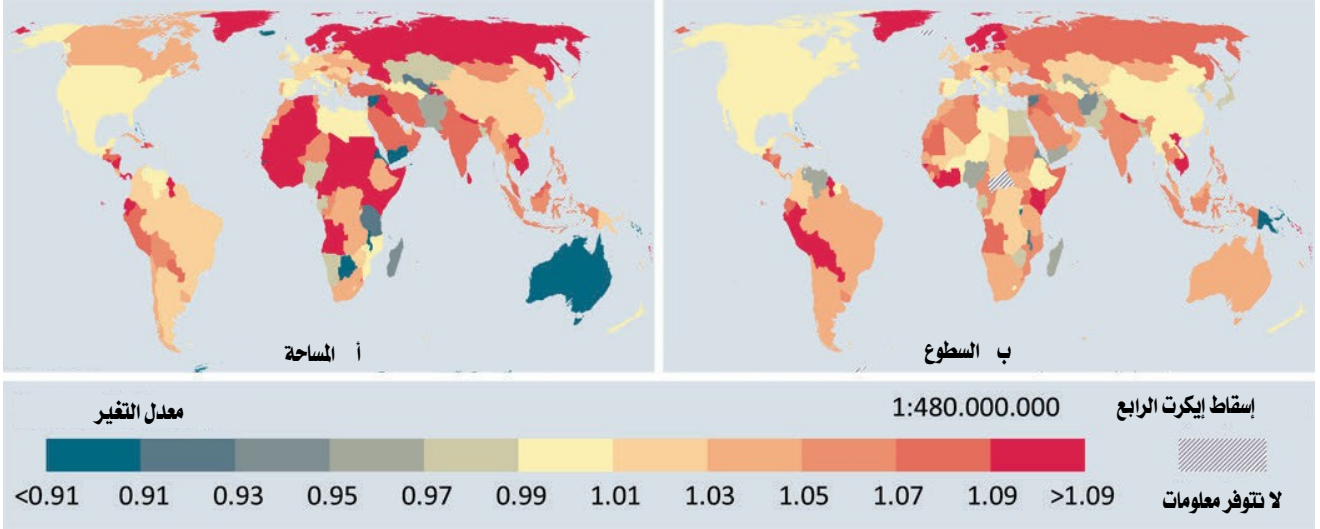 أ المساحة
ب السطوع
معدل التغير
1:480.000.000
إسقاط إيكرت الرابع
<0.91 0.91 0.93 0.95 0.97 0.99 1.01 1.03 1.05 1.07 1.09 >1.09
لا تتوفر معلومات